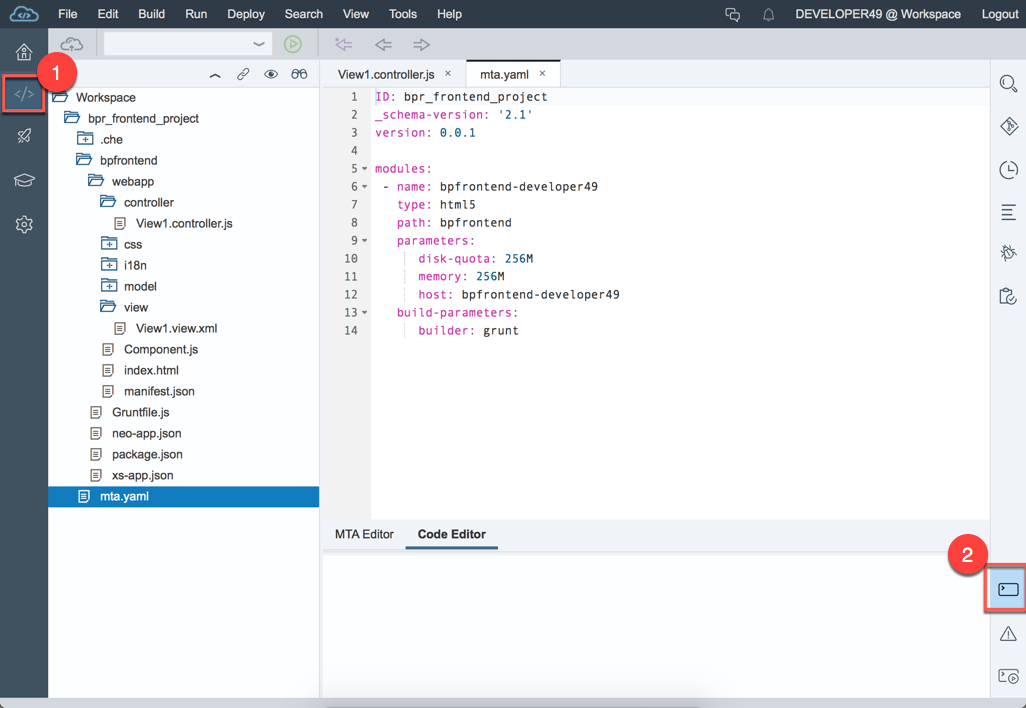 File Edit Build Run Deploy Search View Tools Help DEVELOPER49 @ Workspace Logout
1
View1.controller.js × mta.yaml ×
Workspace
bpr_frontend_project
.che
bpfrontend
webapp
controller
View1.controller.js
css
i18n
model
view
View1.view.xml
Component.js
index.html
manifest.json
Gruntfile.js
neo-app.json
package.json
xs-app.json
mta.yaml
1 ID: bpr_frontend_project
2 _schema-version: '2.1'
3 version: 0.0.1
4
5 modules:
6 - name: bpfrontend-developer49
7 type: html5
8 path: bpfrontend
9 parameters:
10 disk-quota: 256M
11 memory: 256M
12 host: bpfrontend-developer49
13 build-parameters:
14 builder: grunt
MTA Editor Code Editor
2